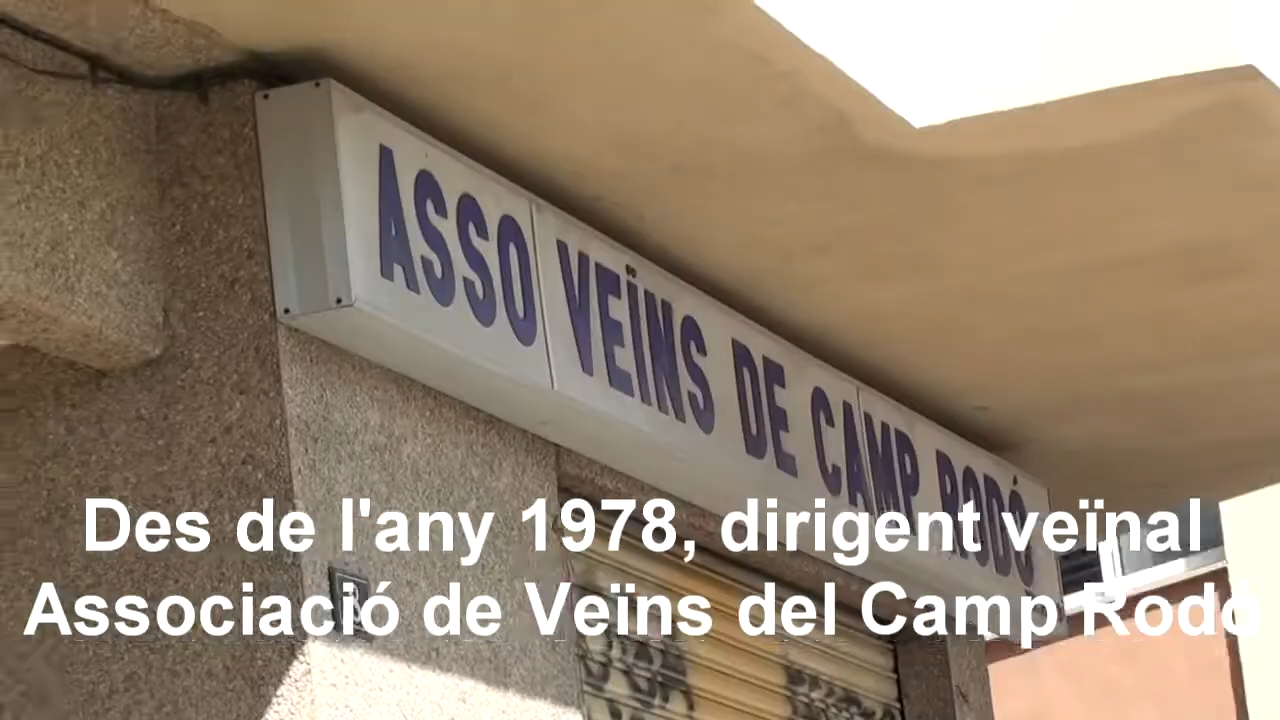 ASSO VEÏNS DE CAMP RODÓ
Des de l'any 1978, dirigent veïnal
Associació de Veïns del Camp Rodó